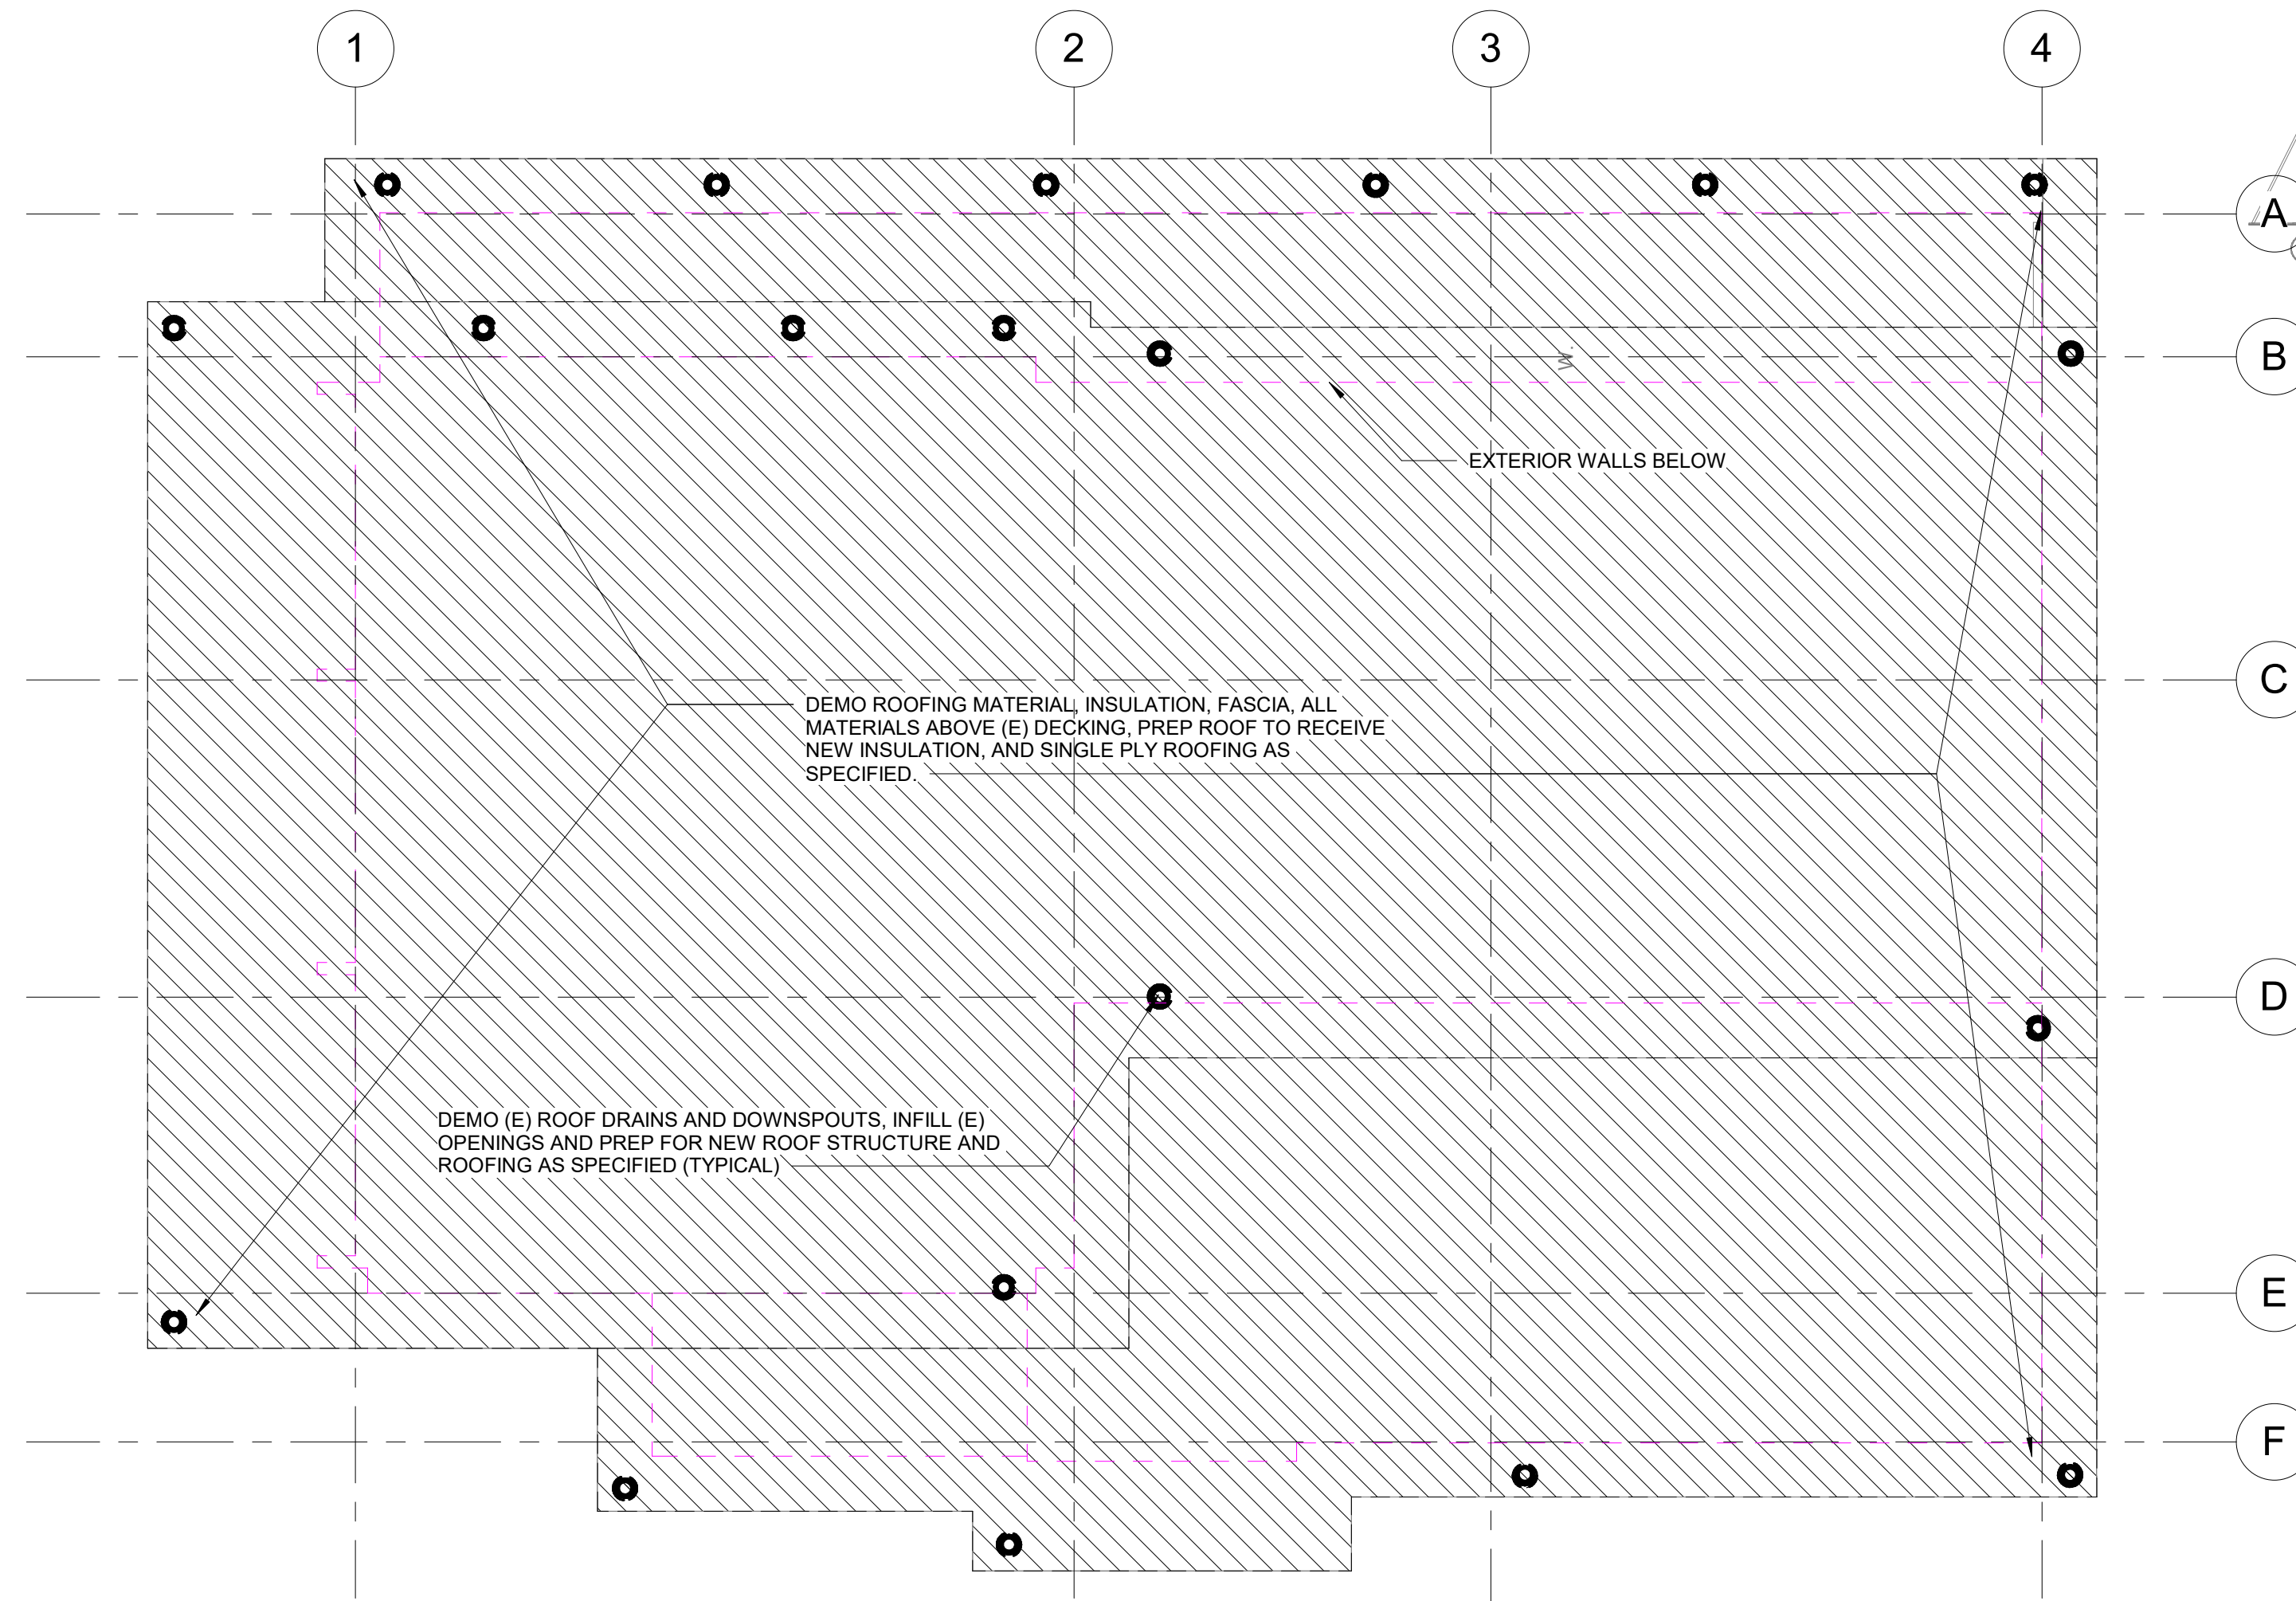 1
2
3
4
A
B
W.
EXTERIOR WALLS BELOW
C
DEMO ROOFING MATERIAL, INSULATION, FASCIA, ALL
MATERIALS ABOVE (E) DECKING, PREP ROOF TO RECEIVE
NEW INSULATION, AND SINGLE PLY ROOFING AS
SPECIFIED.
D
DEMO (E) ROOF DRAINS AND DOWNSPOUTS, INFILL (E)
OPENINGS AND PREP FOR NEW ROOF STRUCTURE AND
ROOFING AS SPECIFIED (TYPICAL)
E
F